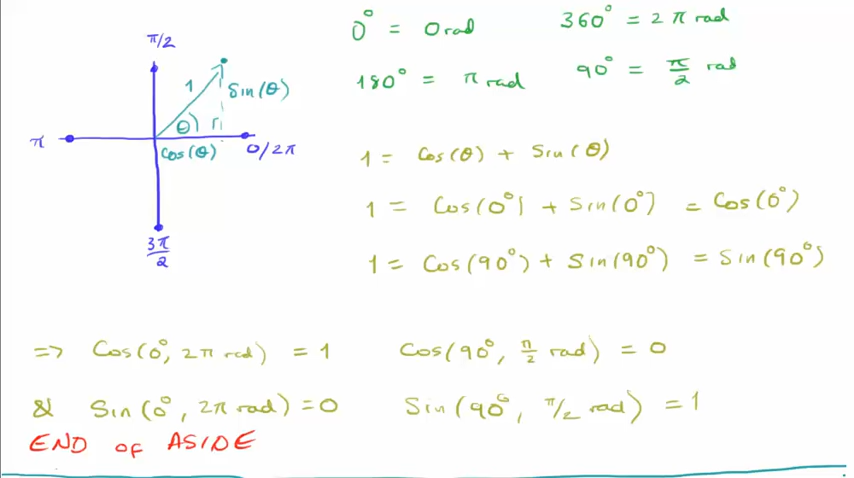 π/2
1
Sin(θ)
θ
π
Cos(θ)
0/2π
3π/2
0° = 0 rad
360° = 2π rad
180° = π rad
90° = π/2 rad
1 = Cos(θ) + Sin(θ)
1 = Cos(0°) + Sin(0°) = Cos(0°)
1 = Cos(90°) + Sin(90°) = Sin(90°)
=> Cos(0°, 2π rad) = 1
Cos(90°, π/2 rad) = 0
& Sin(0°, 2π rad) = 0
Sin(90°, π/2 rad) = 1
END OF ASIDE